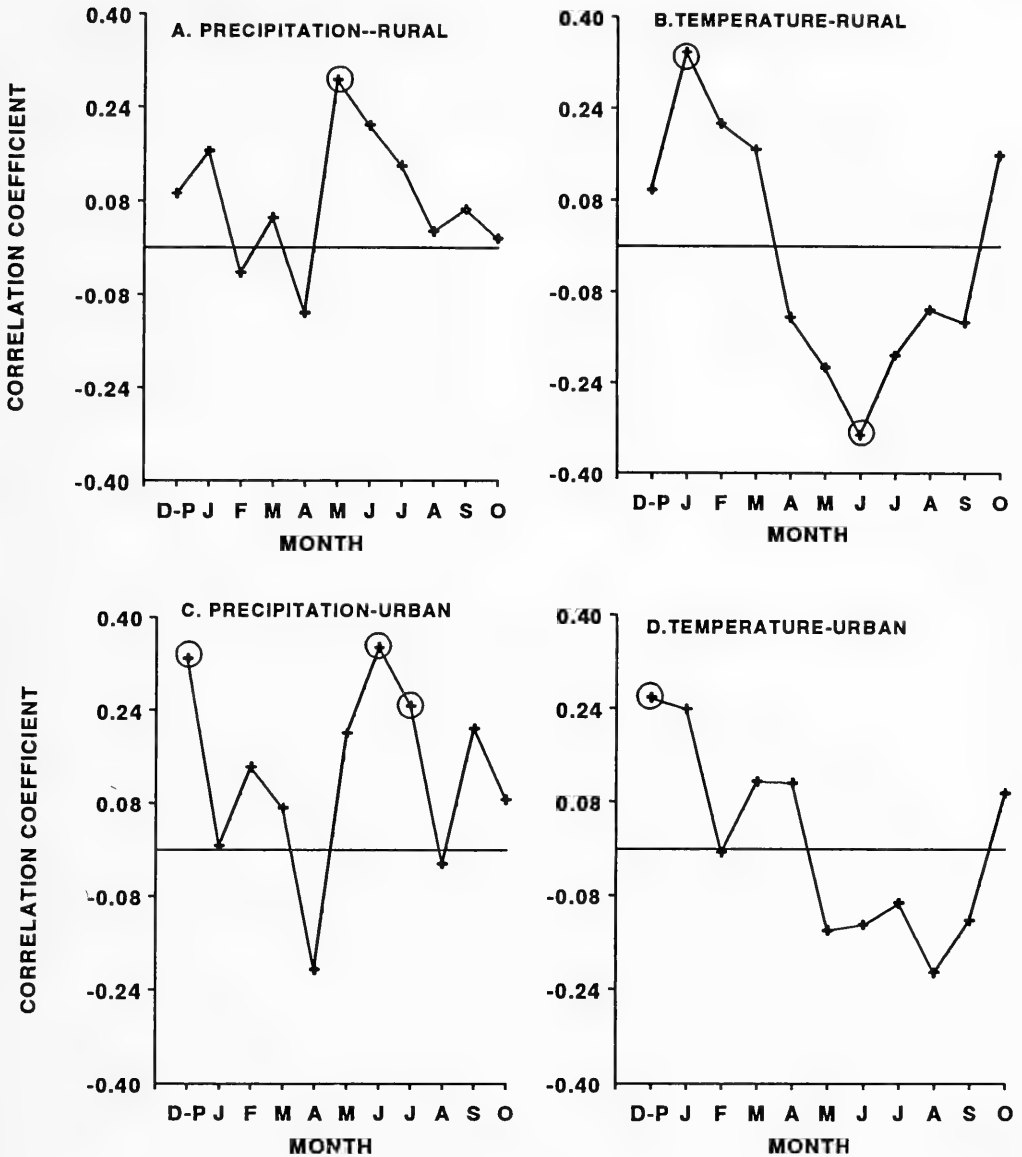 A. PRECIPITATION--RURAL
CORRELATION COEFFICIENT
0.40
0.24
0.08
-0.08
-0.24
-0.40
D-P J F M A M J J A S O
MONTH
B.TEMPERATURE-RURAL
0.40
0.24
0.08
-0.08
-0.24
-0.40
D-P J F M A M J J A S O
MONTH
C. PRECIPITATION-URBAN
CORRELATION COEFFICIENT
0.40
0.24
0.08
-0.08
-0.24
-0.40
D-P J F M A M J J A S O
MONTH
D.TEMPERATURE-URBAN
0.40
0.24
0.08
-0.08
-0.24
-0.40
D-P J F M A M J J A S O
MONTH